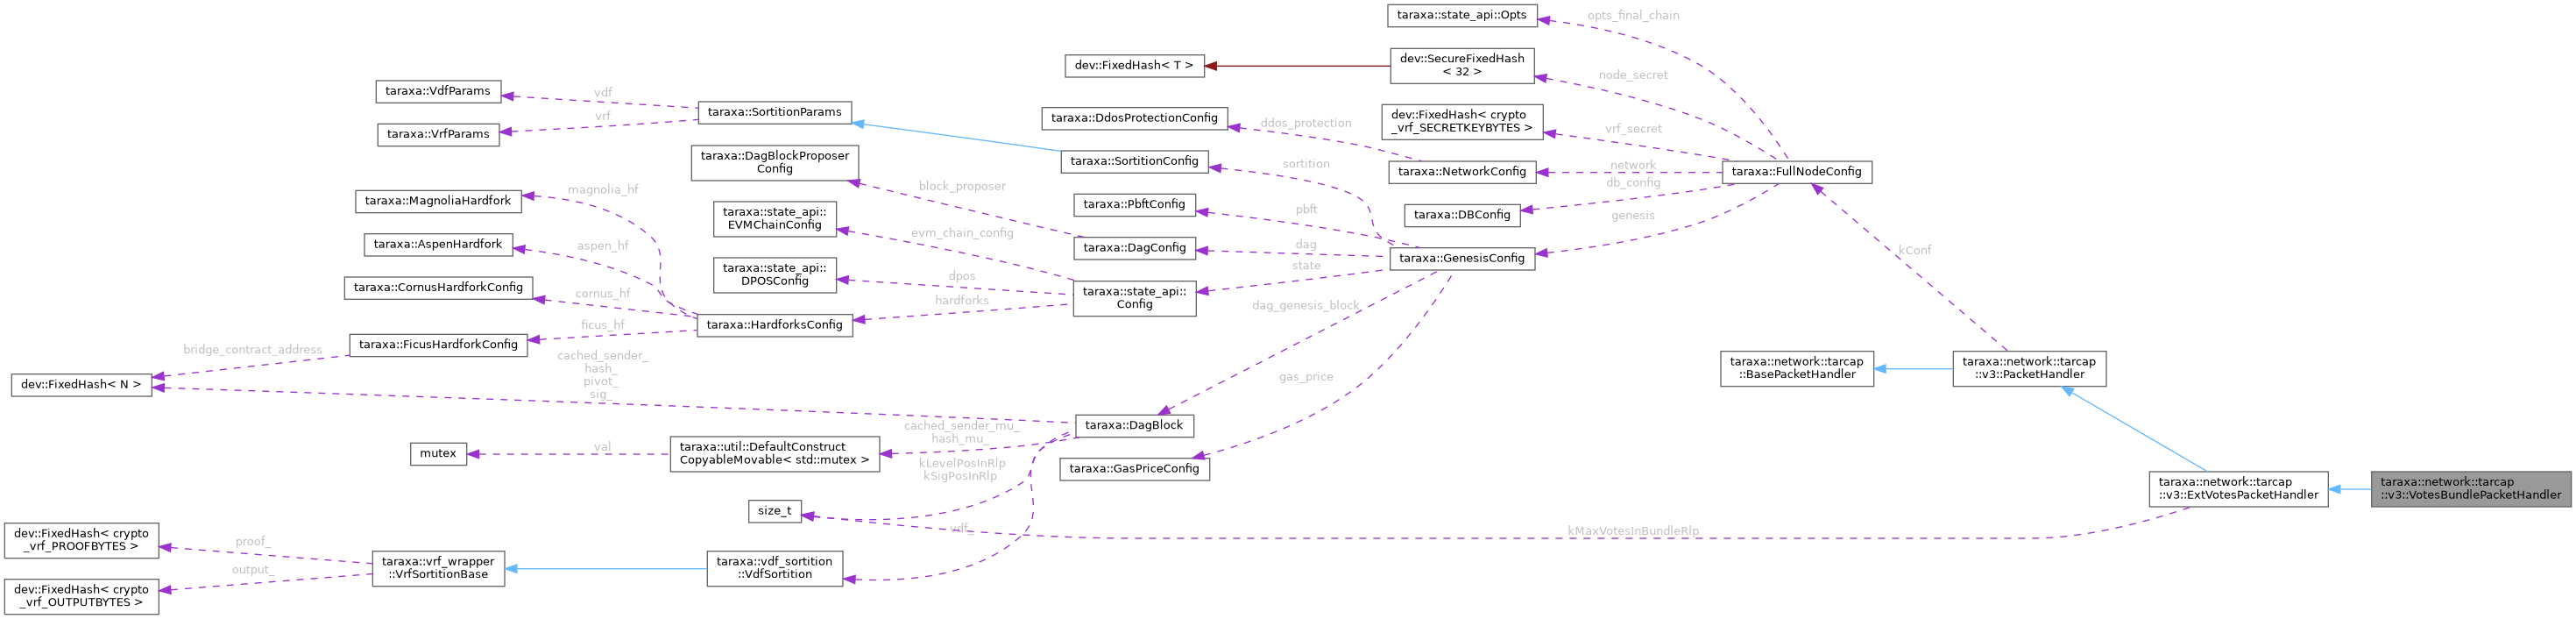 taraxa::state_api::Opts
opts_final_chain
dev::FixedHash< T >
dev::SecureFixedHash
< 32 >
node_secret
taraxa::VdfParams
vdf
taraxa::SortitionParams
taraxa::DdosProtectionConfig
ddos_protection
dev::FixedHash< crypto
_vrf_SECRETKEYBYTES >
vrf_secret
taraxa::VrfParams
vrf
taraxa::DagBlockProposer
Config
taraxa::SortitionConfig
sortition
taraxa::NetworkConfig
network
taraxa::FullNodeConfig
block_proposer
db_config
taraxa::MagnoliaHardfork
magnolia_hf
taraxa::state_api::
EVMChainConfig
evm_chain_config
taraxa::PbftConfig
pbft
taraxa::DBConfig
genesis
taraxa::AspenHardfork
aspen_hf
taraxa::DagConfig
dag
taraxa::GenesisConfig
kConf
taraxa::state_api::
DPOSConfig
dpos
state
taraxa::CornusHardforkConfig
cornus_hf
hardforks
taraxa::state_api::
Config
dag_genesis_block
taraxa::HardforksConfig
ficus_hf
taraxa::FicusHardforkConfig
bridge_contract_address
cached_sender_
hash_
pivot_
sig_
dev::FixedHash< N >
gas_price
taraxa::network::tarcap
::BasePacketHandler
taraxa::network::tarcap
::v3::PacketHandler
taraxa::DagBlock
cached_sender_mu_
hash_mu_
mutex
val
taraxa::util::DefaultConstruct
CopyableMovable< std::mutex >
kLevelPosInRlp
kSigPosInRlp
taraxa::GasPriceConfig
taraxa::network::tarcap
::v3::ExtVotesPacketHandler
taraxa::network::tarcap
::v3::VotesBundlePacketHandler
size_t
vdf_
kMaxVotesInBundleRlp
dev::FixedHash< crypto
_vrf_PROOFBYTES >
proof_
taraxa::vrf_wrapper
::VrfSortitionBase
taraxa::vdf_sortition
::VdfSortition
output_
dev::FixedHash< crypto
_vrf_OUTPUTBYTES >